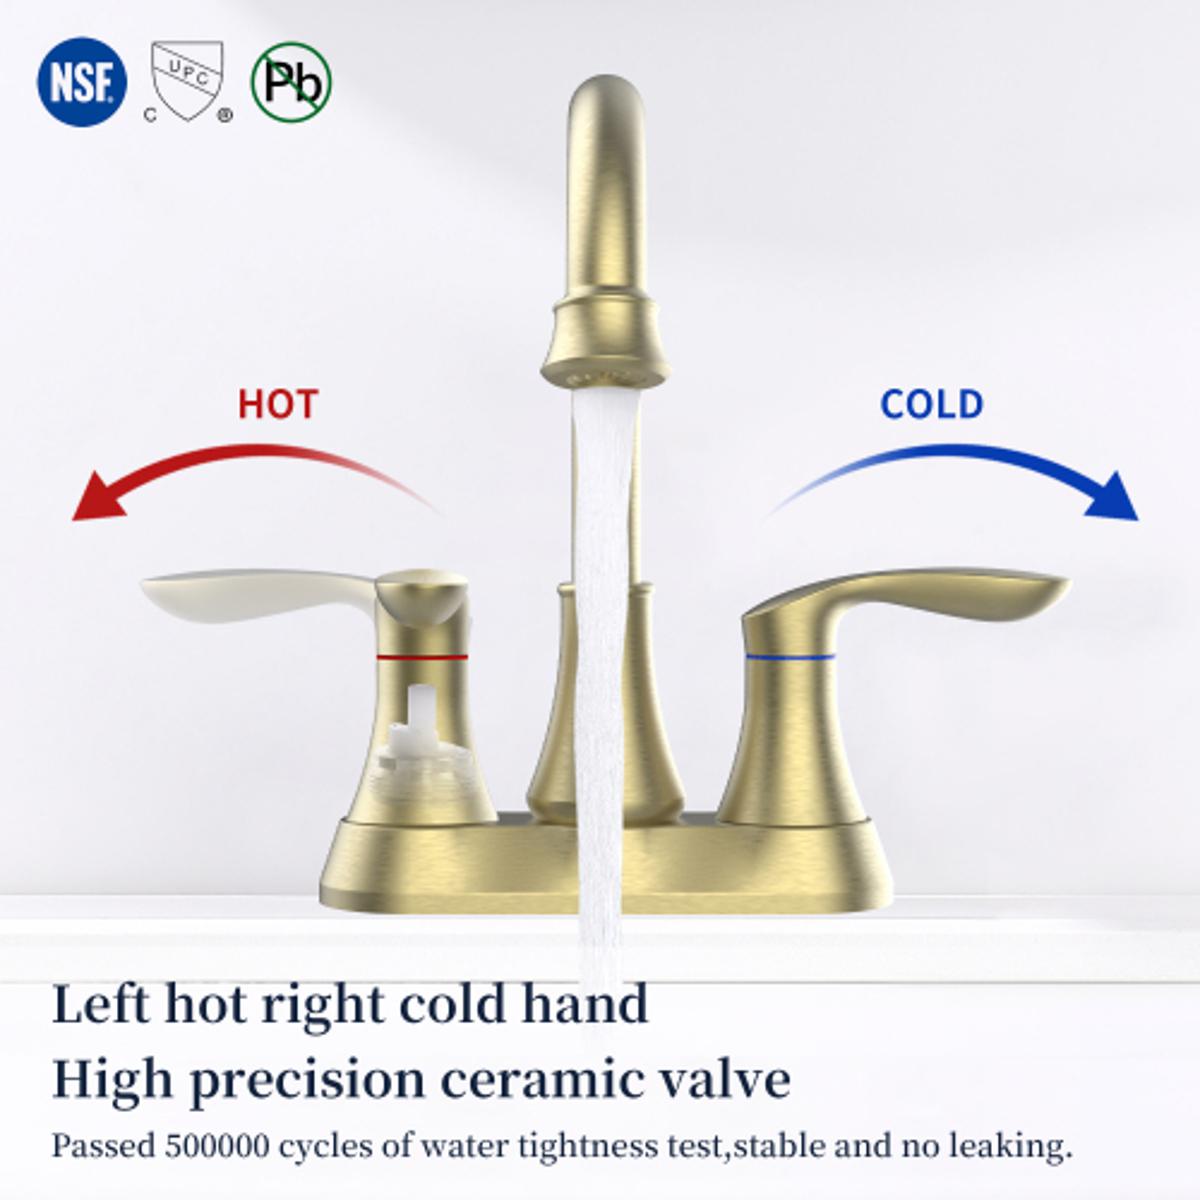 NSF®
UPC
C ®
Pb
HOT
COLD
Left hot right cold hand
High precision ceramic valve
Passed 500000 cycles of water tightness test,stable and no leaking.